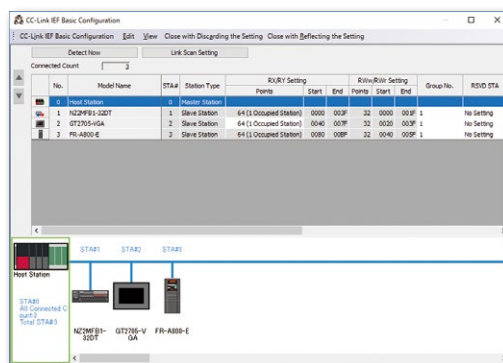 CC-Link IEF Basic Configuration
CC-Link IEF Basic Configuration Edit View Close with Discarding the Setting Close with Reflecting the Setting
Detect Now Link Scan Setting
Connected Count 3
No. Model Name STA# Station Type RX/RY Setting RWw/RWr Setting Group No. RSVD STA
Points Start End Points Start End
0 Host Station 0 Master Station
1 NZ2MFB1-32DT 1 Slave Station 64 (1 Occupied Station) 0000 003F 32 0000 001F 1 No Setting
2 GT2705-VGA 2 Slave Station 64 (1 Occupied Station) 0040 007F 32 0020 003F 1 No Setting
3 FR-A800-E 3 Slave Station 64 (1 Occupied Station) 0080 00BF 32 0040 005F 1 No Setting
STA#1 STA#2 STA#3
Host Station
STA#0
All Connected C
ount:3
Total STA#:3
NZ2MFB1-
32DT
GT2705-V
GA
FR-A800-E